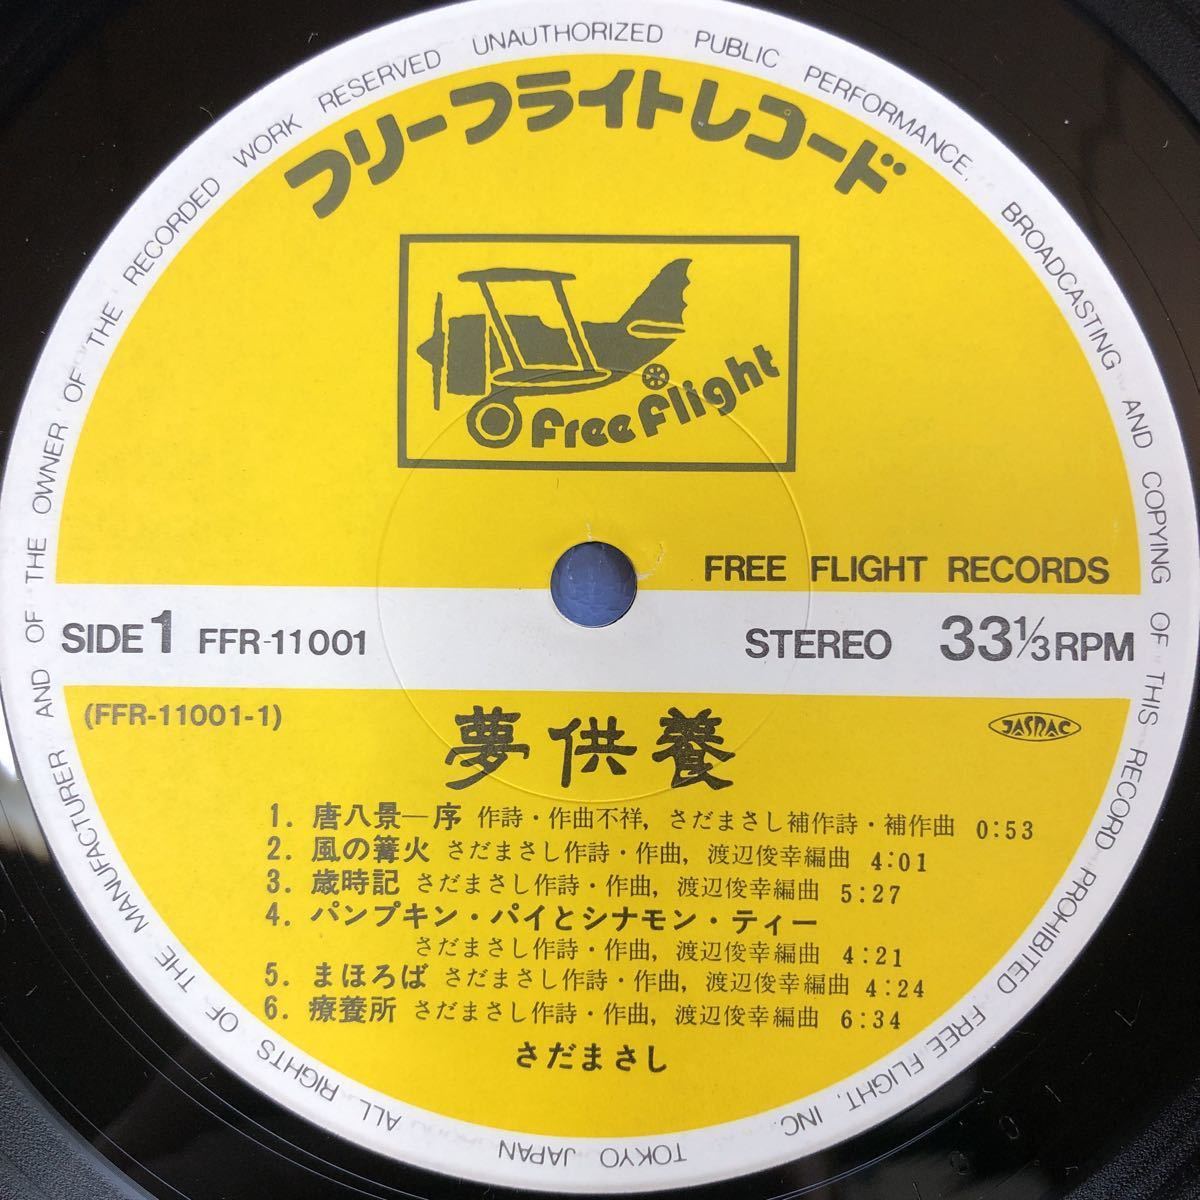 ALL RIGHTS OF THE MANUFACTURER AND OF THE OWNER OF THE RECORDED WORK RESERVED UNAUTHORIZED PUBLIC PERFORMANCE, BROADCASTING AND COPYING OF THIS RECORD PROHIBITED FREE FLIGHT, INC. TOKYO JAPAN
フリーフライトレコード
free flight
FREE FLIGHT RECORDS
SIDE 1 FFR-11001 STEREO 33⅓ RPM
(FFR-11001-1)
JASRAC
夢供養
1. 唐八景—序 作詩・作曲不祥, さだまさし補作詩・補作曲 0:53
2. 風の篝火 さだまさし作詩・作曲, 渡辺俊幸編曲 4:01
3. 歳時記 さだまさし作詩・作曲, 渡辺俊幸編曲 5:27
4. パンプキン・パイとシナモン・ティー
さだまさし作詩・作曲, 渡辺俊幸編曲 4:21
5. まほろば さだまさし作詩・作曲, 渡辺俊幸編曲 4:24
6. 療養所 さだまさし作詩・作曲, 渡辺俊幸編曲 6:34
さだまさし